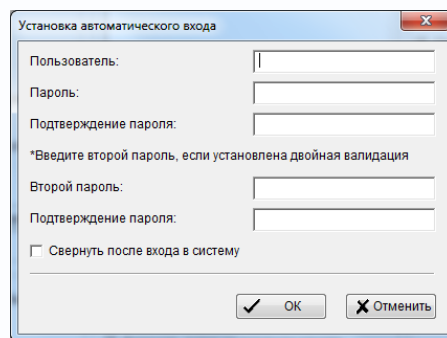 Установка автоматического входа
Пользователь:
Пароль:
Подтверждение пароля:
*Введите второй пароль, если установлена двойная валидация
Второй пароль:
Подтверждение пароля:
Свернуть после входа в систему
ОК Отменить